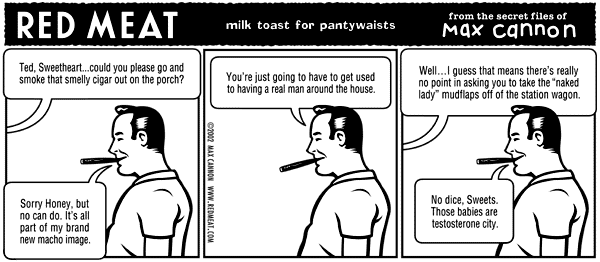 RED MEAT
milk toast for pantywaists
from the secret files of
max cannon
Ted, Sweetheart...could you please go and
smoke that smelly cigar out on the porch?
Sorry Honey, but
no can do. It's all
part of my brand
new macho image.
©2002 MAX CANNON WWW.REDMEAT.COM
You're just going to have to get used
to having a real man around the house.
Well...I guess that means there's really
no point in asking you to take the "naked
lady" mudflaps off of the station wagon.
No dice, Sweets.
Those babies are
testosterone city.